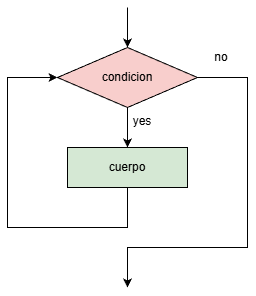 no
condicion
yes
cuerpo